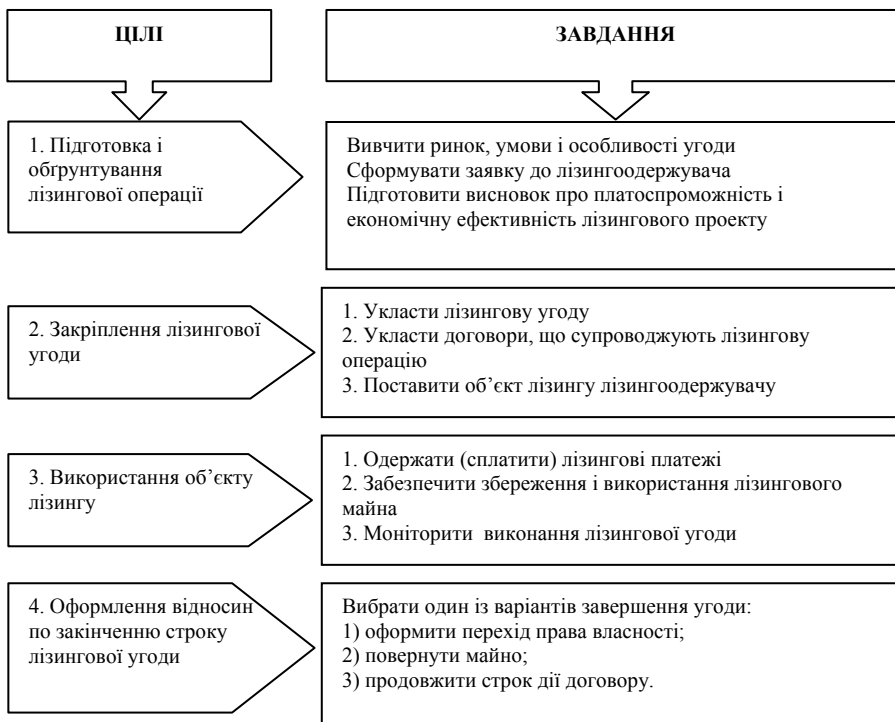 ЦІЛІ
ЗАВДАННЯ
1. Підготовка і
обґрунтування
лізингової операції
Вивчити ринок, умови і особливості угоди
Сформувати заявку до лізингоодержувача
Підготовити висновок про платоспроможність і
економічну ефективність лізингового проекту
2. Закріплення лізингової
угоди
1. Укласти лізингову угоду
2. Укласти договори, що супроводжують лізингову
операцію
3. Поставити об’єкт лізингу лізингоодержувачу
3. Використання об’єкту
лізингу
1. Одержати (сплатити) лізингові платежі
2. Забезпечити збереження і використання лізингового
майна
3. Моніторити виконання лізингової угоди
4. Оформлення відносин
по закінченню строку
лізингової угоди
Вибрати один із варіантів завершення угоди:
1) оформити перехід права власності;
2) повернути майно;
3) продовжити строк дії договору.